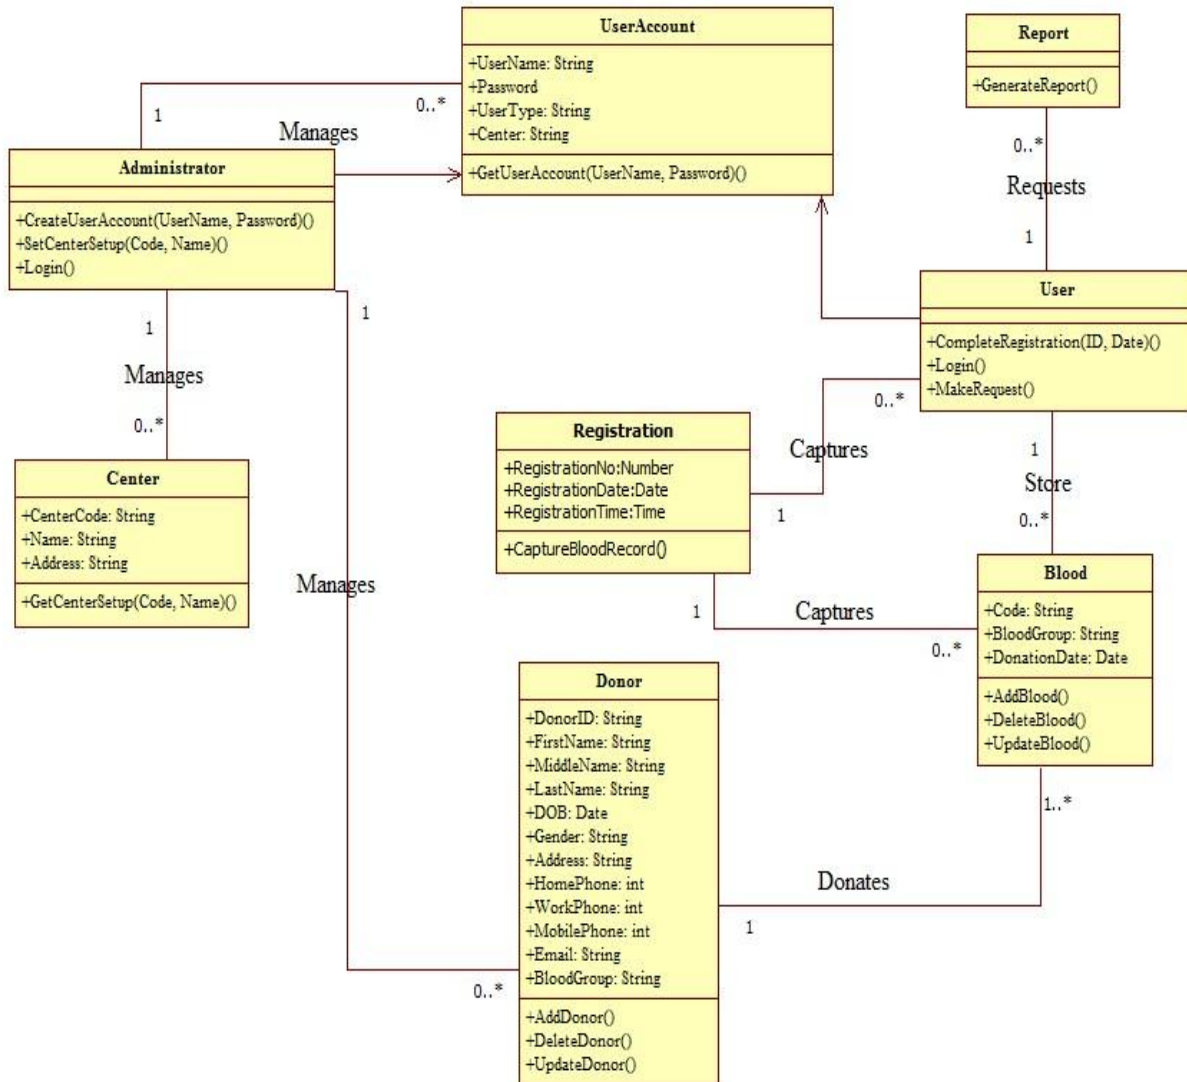 UserAccount
+UserName: String
+Password
+UserType: String
+Center: String
+GetUserAccount(UserName, Password)()
Report
+GenerateReport()
1
0..*
Manages
0..*
Requests
1
Administrator
+CreateUserAccount(UserName, Password)()
+SetCenterSetup(Code, Name)()
+Login()
User
+CompleteRegistration(ID, Date)()
+Login()
+MakeRequest()
1
Manages
0..*
1
0..*
Captures
1
1
Store
0..*
Registration
+RegistrationNo:Number
+RegistrationDate:Date
+RegistrationTime:Time
+CaptureBloodRecord()
Center
+CenterCode: String
+Name: String
+Address: String
+GetCenterSetup(Code, Name)()
Manages
1
Captures
0..*
Blood
+Code: String
+BloodGroup: String
+DonationDate: Date
+AddBlood()
+DeleteBlood()
+UpdateBlood()
Donor
+DonorID: String
+FirstName: String
+MiddleName: String
+LastName: String
+DOB: Date
+Gender: String
+Address: String
+HomePhone: int
+WorkPhone: int
+MobilePhone: int
+Email: String
+BloodGroup: String
+AddDonor()
+DeleteDonor()
+UpdateDonor()
1..*
Donates
1
0..*